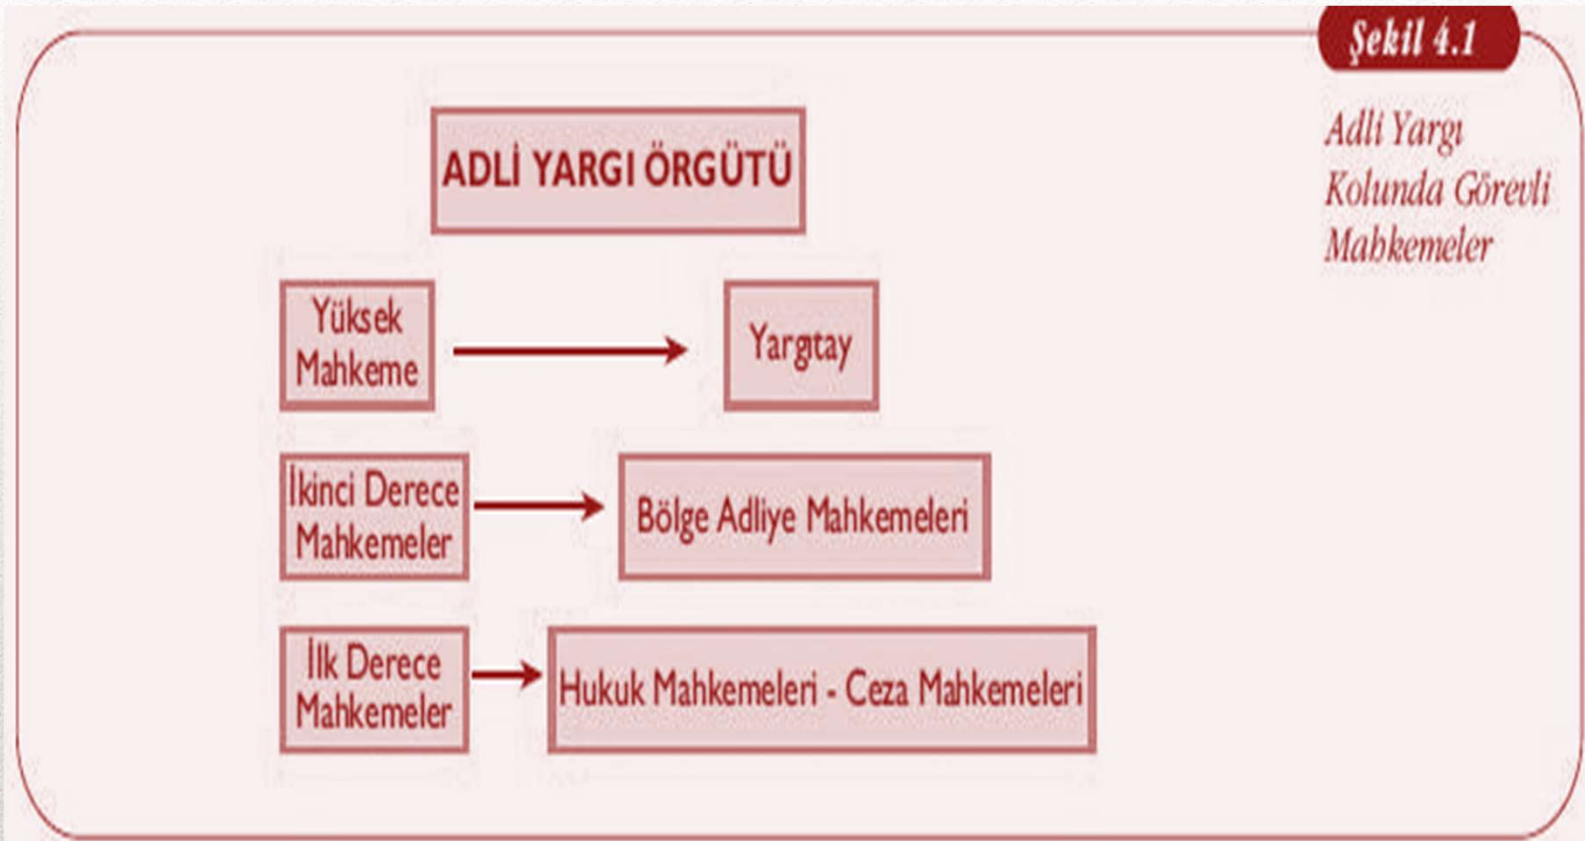 Şekil 4.1
Adli Yargı
Kolunda Görevli
Mahkemeler
ADLİ YARGI ÖRGÜTÜ
Yüksek
Mahkeme
Yargıtay
İkinci Derece
Mahkemeler
Bölge Adliye Mahkemeleri
İlk Derece
Mahkemeler
Hukuk Mahkemeleri - Ceza Mahkemeleri